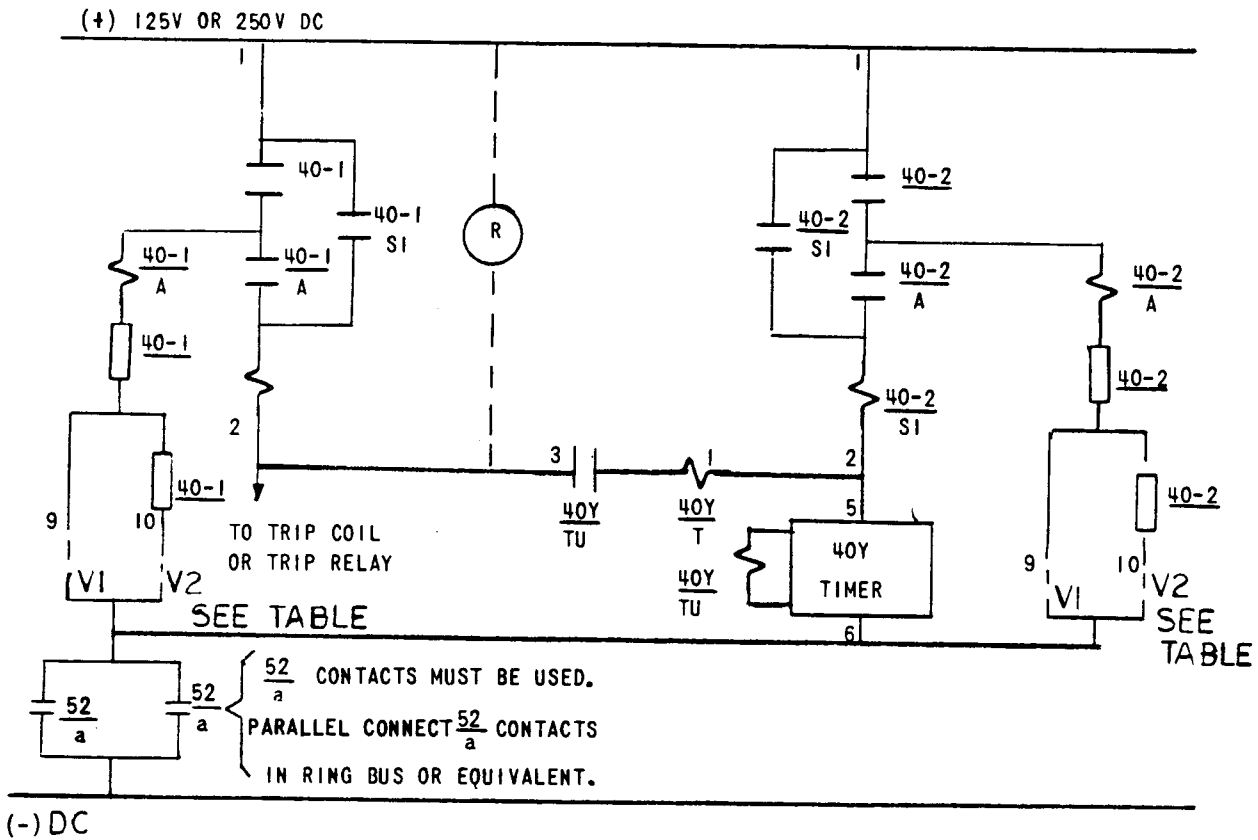 (+) 125V OR 250V DC
1
1
40-1
40-1
SI
40-1
A
40-1
A
40-1
R
40-2
40-2
SI
40-2
A
40-2
A
40-2
40-2
SI
2
3
1
2
40-1
9
10
V1
V2
SEE TABLE
TO TRIP COIL
OR TRIP RELAY
40Y
TU
40Y
T
5
40Y
TIMER
40Y
TU
6
40-2
9
10
V1
V2
SEE
TABLE
52
a
52
a
52
a CONTACTS MUST BE USED.
PARALLEL CONNECT 52
a CONTACTS
IN RING BUS OR EQUIVALENT.
(-) DC